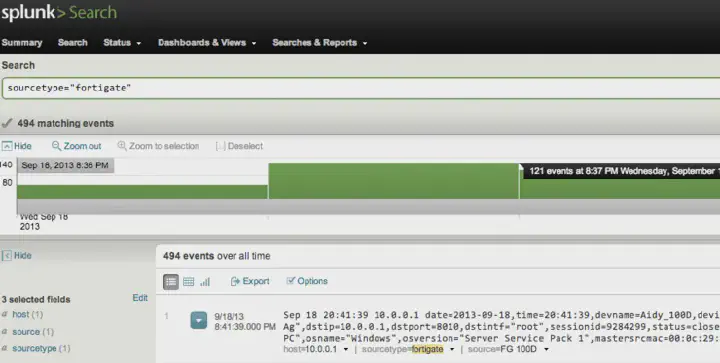 splunk> Search
Summary Search Status Dashboards & Views Searches & Reports
Search
sourcetype="fortigate"
494 matching events
Hide Zoom out Zoom to selection Deselect
140
Sep 18, 2013 8:36 PM
121 events at 8:37 PM Wednesday, September
80
Wed Sep 18
2013
Hide
494 events over all time
Export Options
3 selected fields Edit
a host (1)
a source (1)
a sourcetype (1)
1
9/18/13
8:41:39.000 PM
Sep 18 20:41:39 10.0.0.1 date=2013-09-18,time=20:41:39,devname=Aidy_100D,devic
Ag",dstip=10.0.0.1,dstport=8010,dstintf="root",sessionid=9284299,status=close
PC",osname="Windows",osversion="Server Service Pack 1",mastersrcmac=00:0c:29:
host=10.0.0.1 | sourcetype=fortigate | source=FG 100D